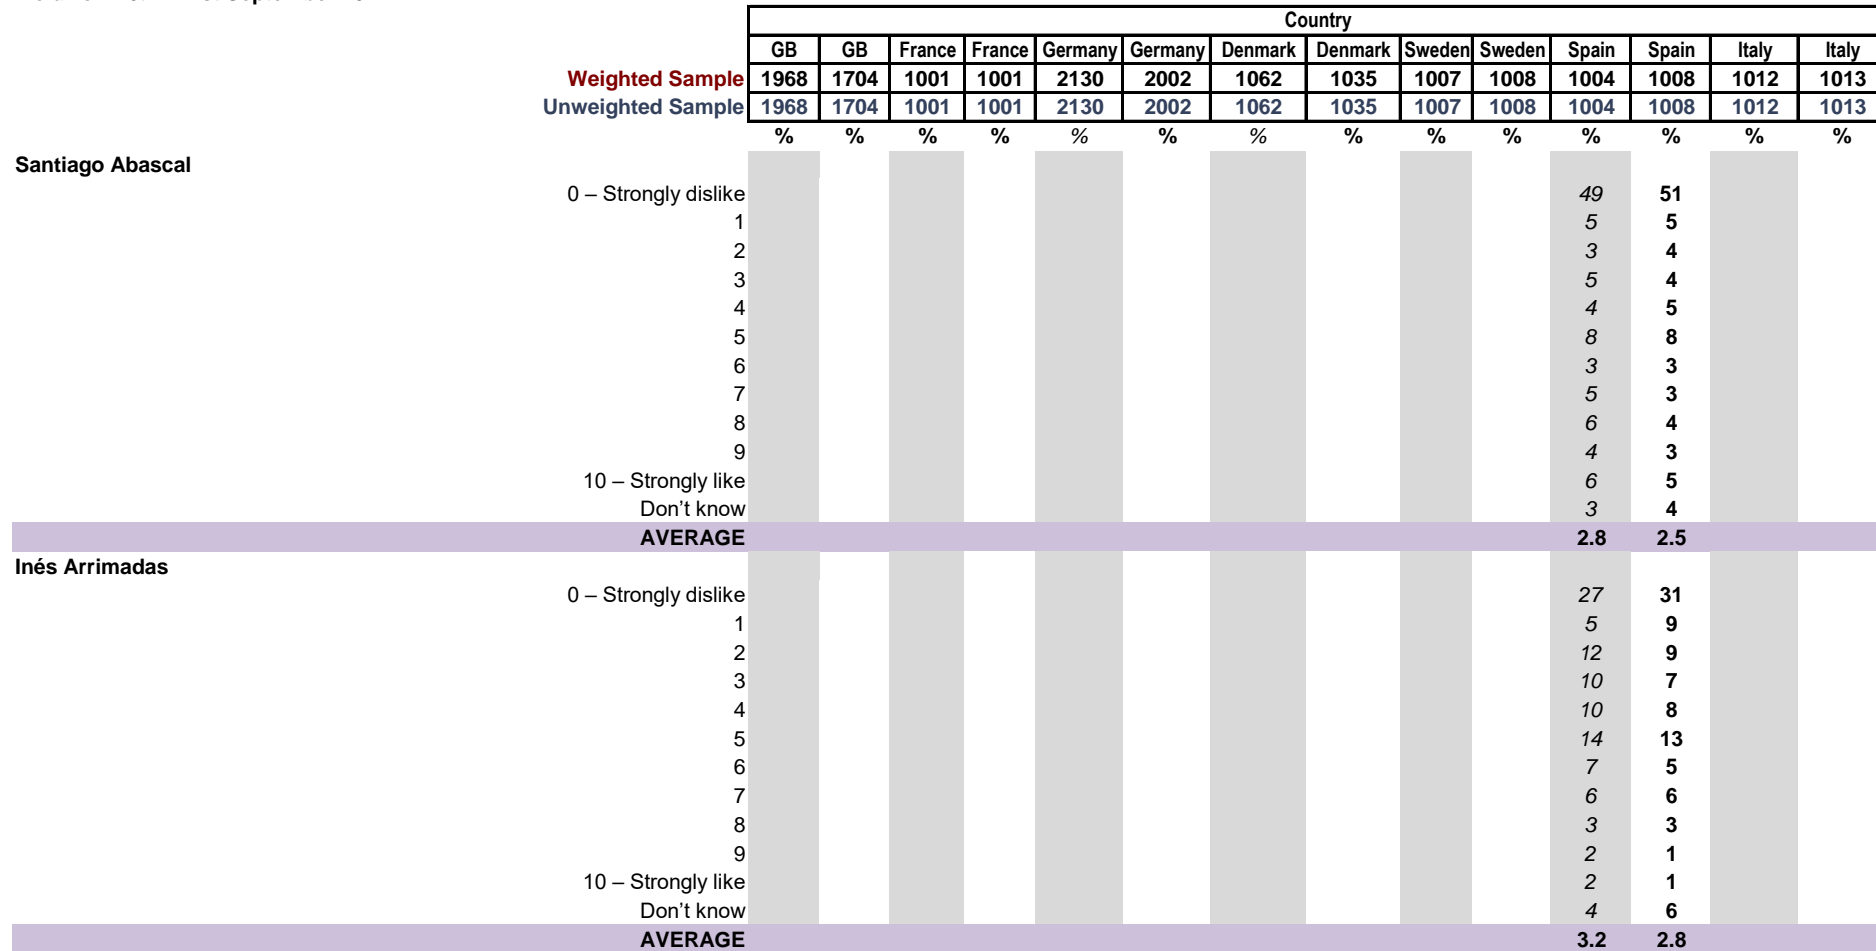 Country
GB GB France France Germany Germany Denmark Denmark Sweden Sweden Spain Spain Italy Italy
Weighted Sample 1968 1704 1001 1001 2130 2002 1062 1035 1007 1008 1004 1008 1012 1013
Unweighted Sample 1968 1704 1001 1001 2130 2002 1062 1035 1007 1008 1004 1008 1012 1013
% % % % % % % % % % % % % %
Santiago Abascal
0 – Strongly dislike 49 51
1 5 5
2 3 4
3 5 4
4 4 5
5 8 8
6 3 3
7 5 3
8 6 4
9 4 3
10 – Strongly like 6 5
Don't know 3 4
AVERAGE 2.8 2.5
Inés Arrimadas
0 – Strongly dislike 27 31
1 5 9
2 12 9
3 10 7
4 10 8
5 14 13
6 7 5
7 6 6
8 3 3
9 2 1
10 – Strongly like 2 1
Don't know 4 6
AVERAGE 3.2 2.8